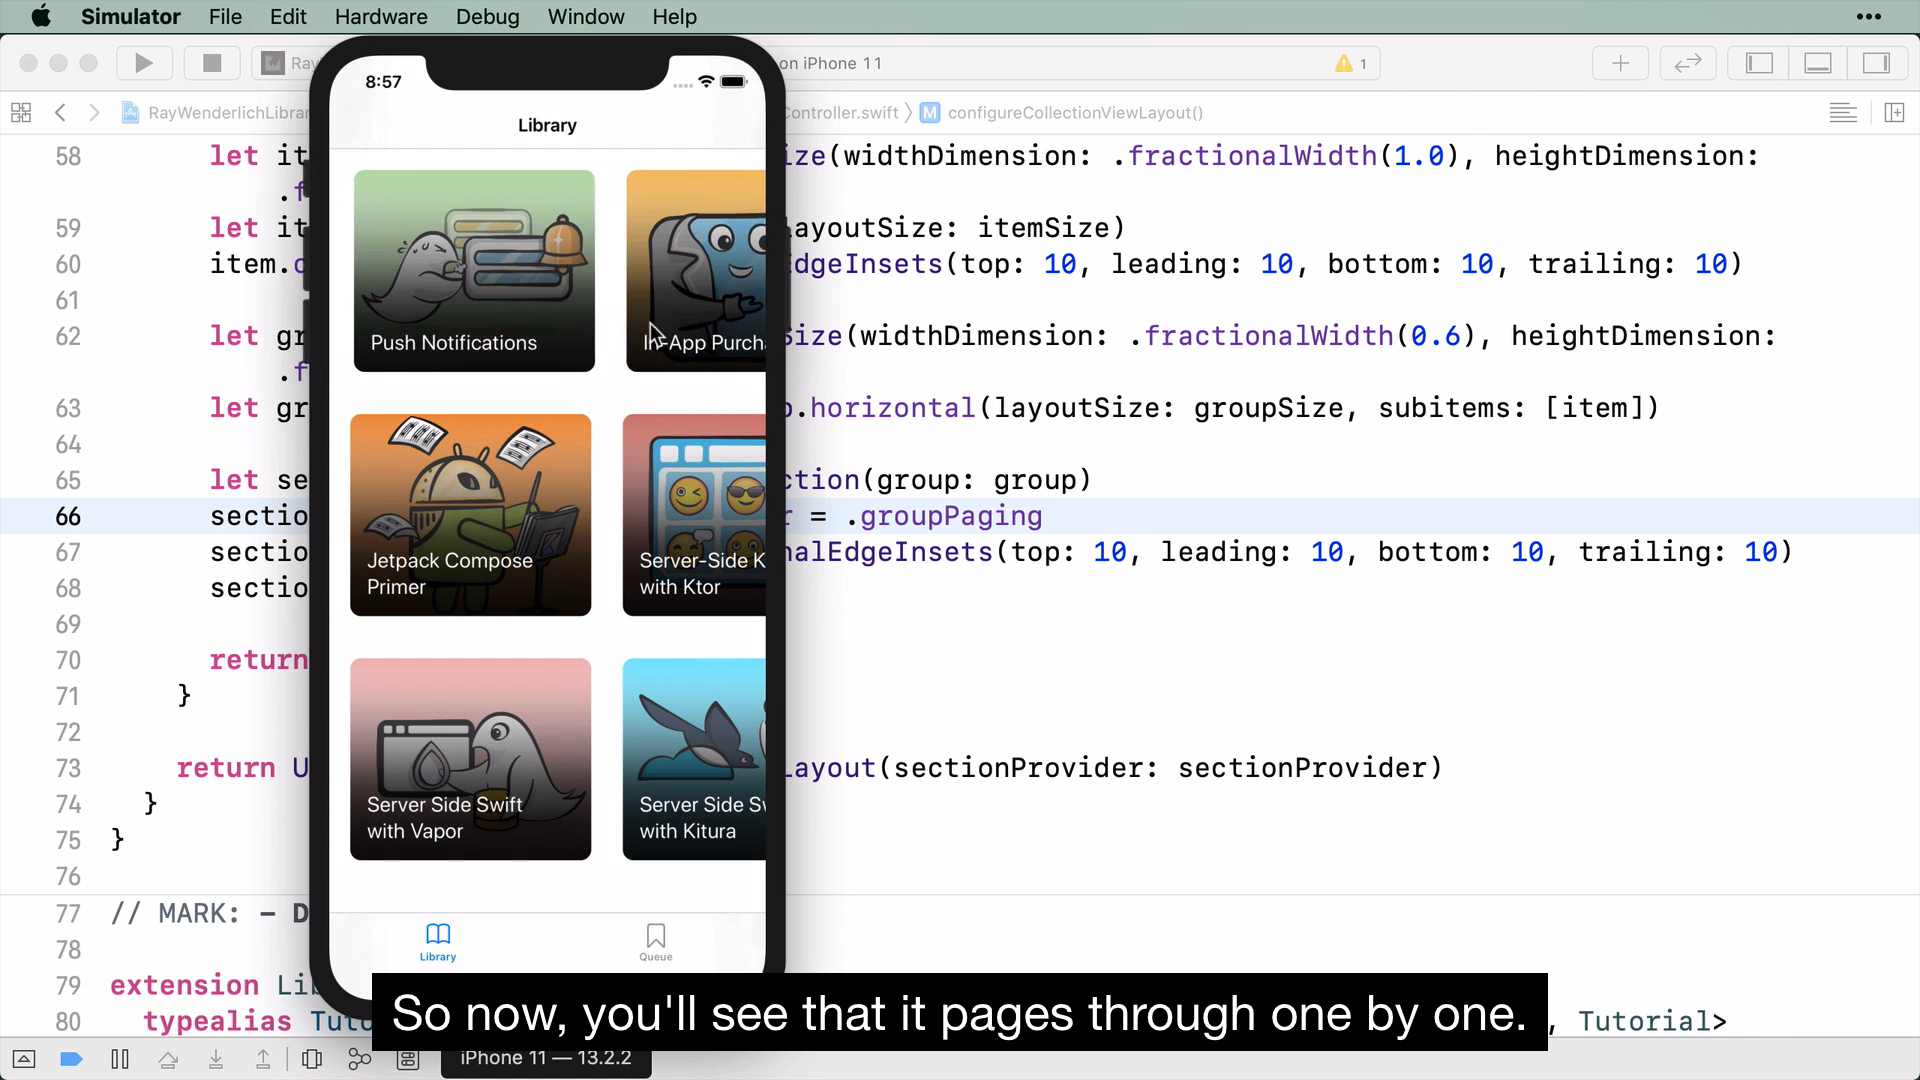 Simulator File Edit Hardware Debug Window Help
Ray
on iPhone 11
1
RayWenderlichLibrar
Controller.swift
M
configureCollectionViewLayout()
8:57
Library
58 let it ize(widthDimension: .fractionalWidth(1.0), heightDimension:
.f
59 let it layoutSize: itemSize)
60 item.c dgeInsets(top: 10, leading: 10, bottom: 10, trailing: 10)
61
62 let gr Size(widthDimension: .fractionalWidth(0.6), heightDimension:
.f
63 let gr p.horizontal(layoutSize: groupSize, subitems: [item])
64
65 let se ction(group: group)
66 sectio r = .groupPaging
67 sectio nalEdgeInsets(top: 10, leading: 10, bottom: 10, trailing: 10)
68 sectio
69
70 return
71 }
72
73 return U Layout(sectionProvider: sectionProvider)
74 }
75 }
76
77 // MARK: - D
78
79 extension Lib
80 typealias Tuto , Tutorial>
Push Notifications
In-App Purcha
Jetpack Compose
Primer
Server-Side K
with Ktor
Server Side Swift
with Vapor
Server Side Sw
with Kitura
Library
Queue
So now, you'll see that it pages through one by one.
iPhone 11 — 13.2.2